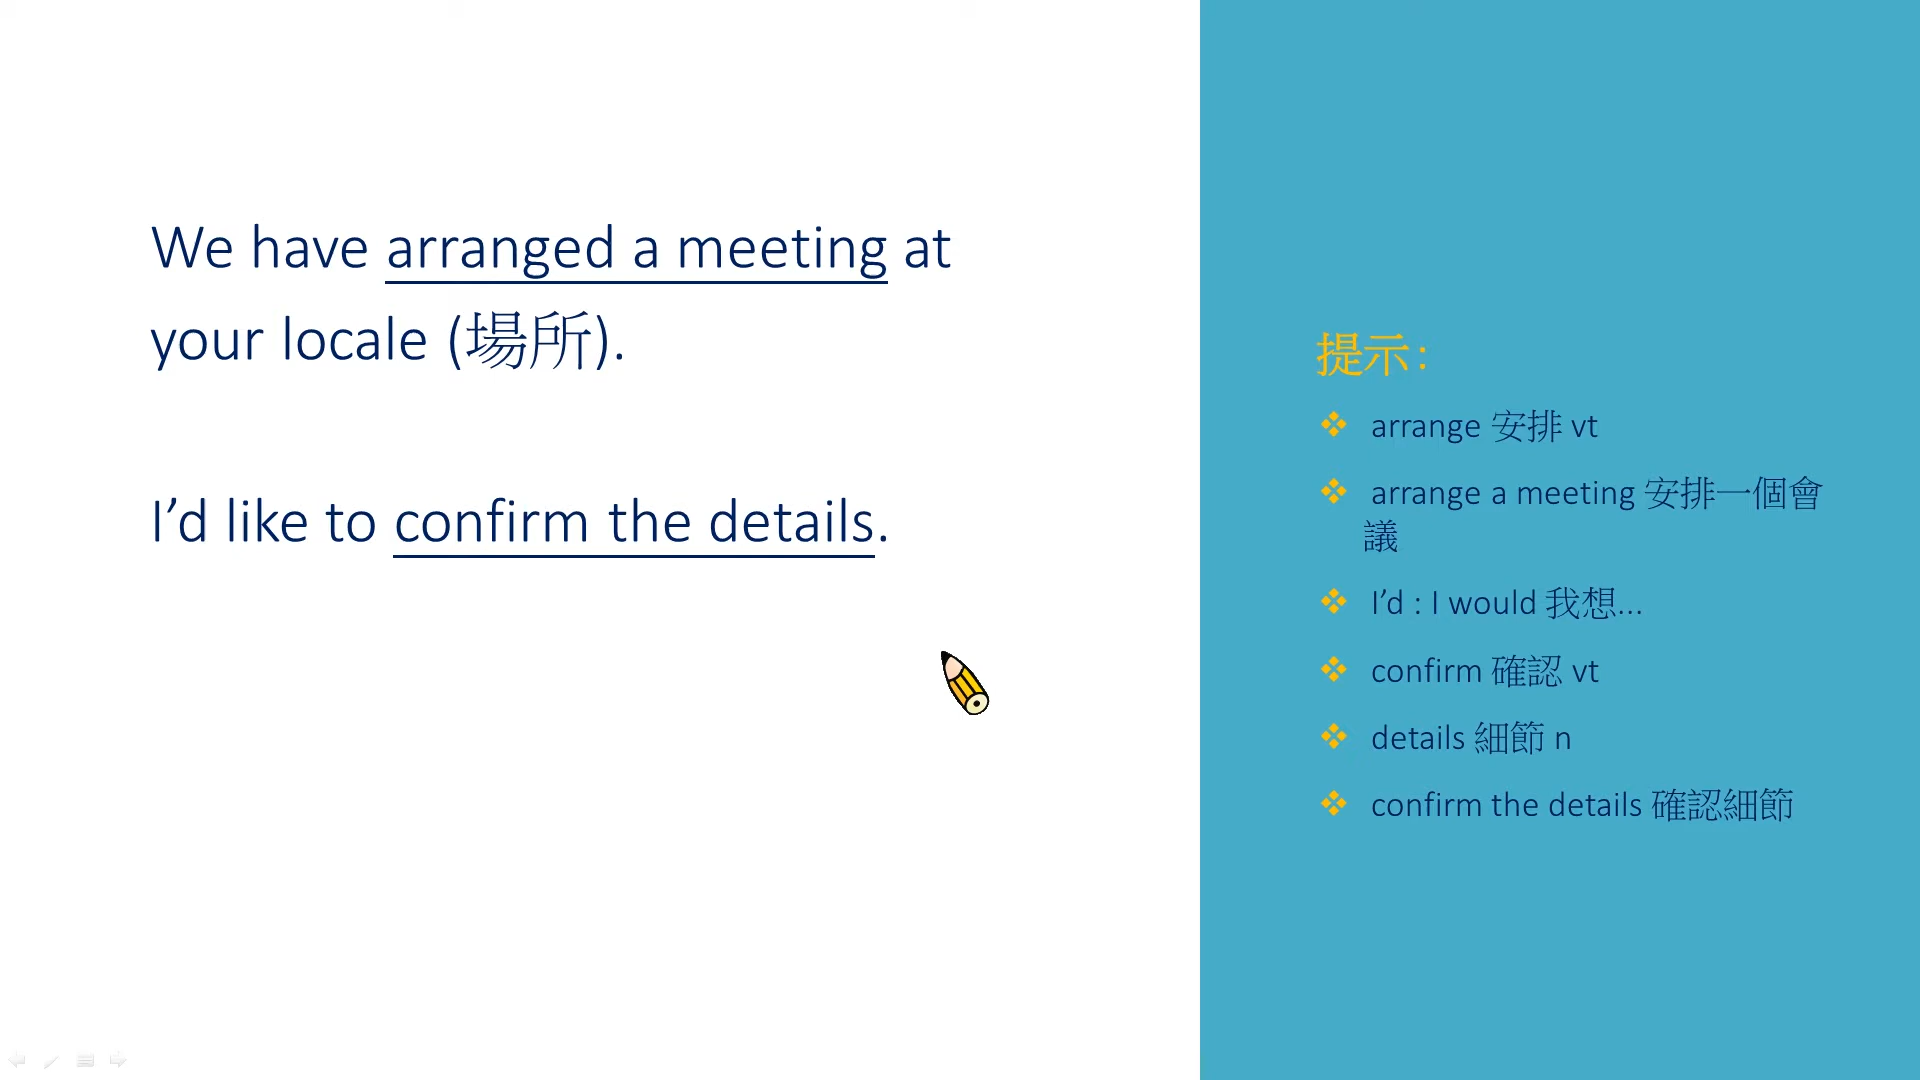 We have arranged a meeting at
your locale (場所).
I’d like to confirm the details.
提示:
arrange 安排 vt
arrange a meeting 安排一個會
議
I’d : I would 我想...
confirm 確認 vt
details 細節 n
confirm the details 確認細節